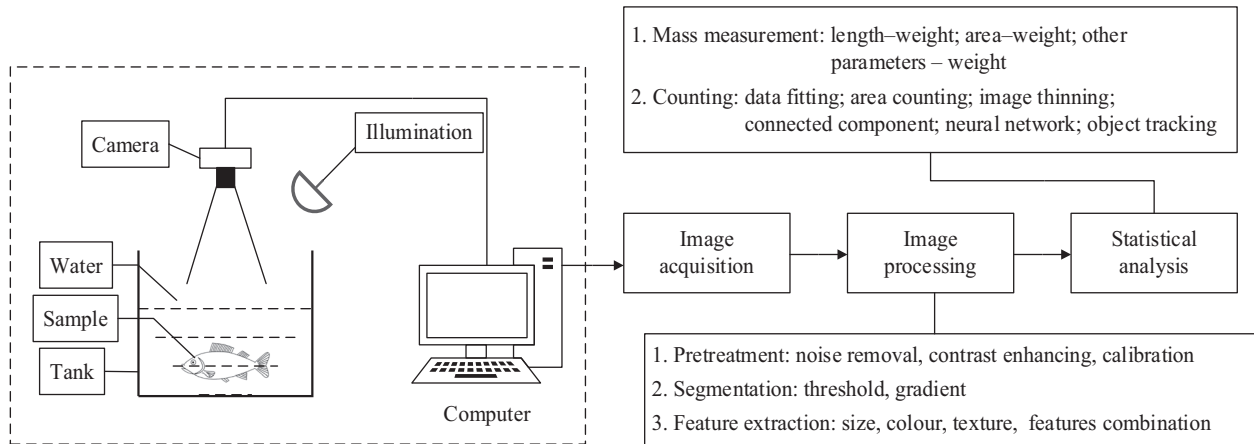 1. Mass measurement: length–weight; area–weight; other
parameters – weight
2. Counting: data fitting; area counting; image thinning;
connected component; neural network; object tracking
Illumination
Camera
Water
Sample
Tank
Computer
Image
acquisition
Image
processing
Statistical
analysis
1. Pretreatment: noise removal, contrast enhancing, calibration
2. Segmentation: threshold, gradient
3. Feature extraction: size, colour, texture, features combination